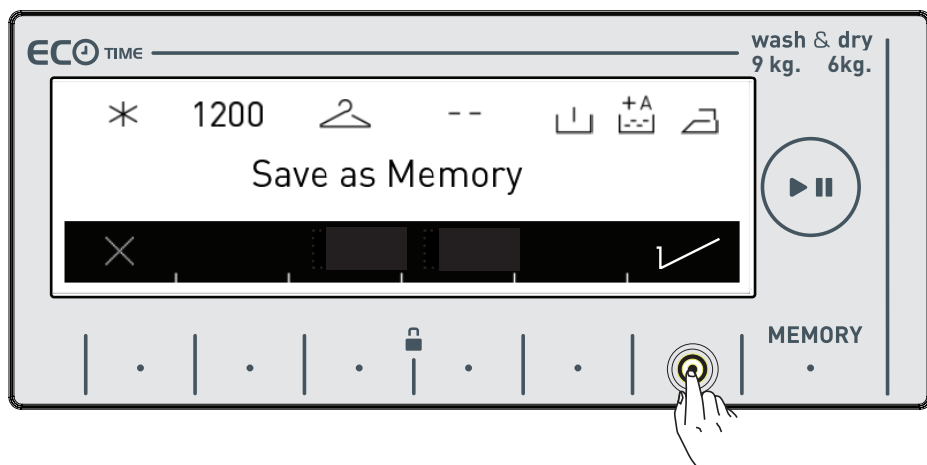 ECO TIME
wash & dry
9 kg. 6kg.
1200 -- +A
Save as Memory
MEMORY